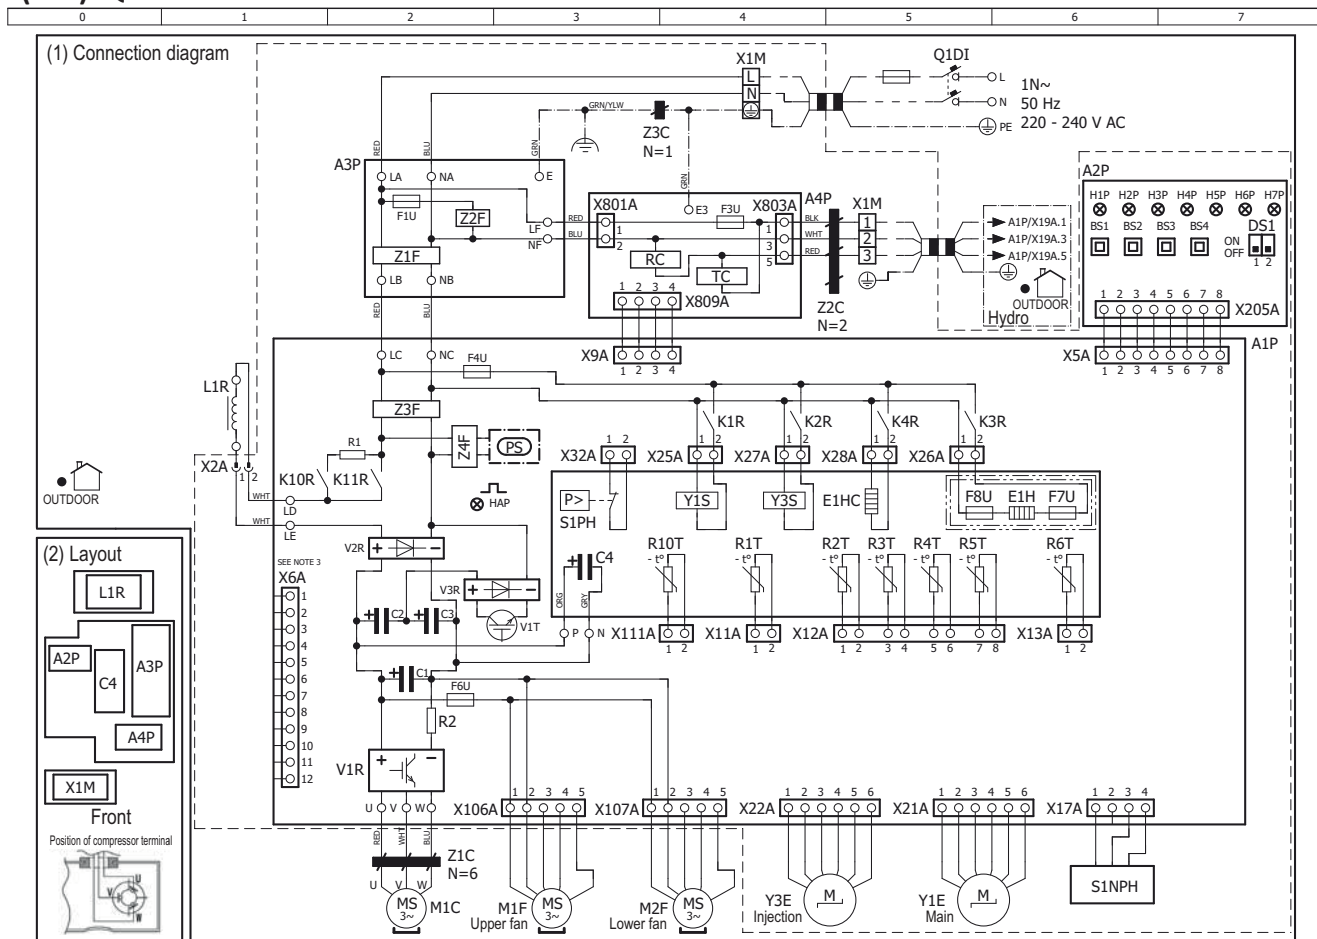 0 1 2 3 4 5 6 7
(1) Connection diagram
X1M
Q1DI
L
N
L
N
PE
1N~
50 Hz
220 - 240 V AC
GRN/YLW
Z3C
N=1
RED
BLU
GRN
GRN
A3P
LA
NA
E
F1U
Z2F
LF
NF
Z1F
LB
NB
RED
BLU
RED
BLU
X801A
1
2
E3
F3U
X803A
1
3
5
RC
TC
1 2 3 4
X809A
A4P
BLK
WHT
RED
X1M
1
2
3
Z2C
N=2
A1P/X19A.1
A1P/X19A.3
A1P/X19A.5
OUTDOOR
Hydro
A2P
H1P H2P H3P H4P H5P H6P H7P
BS1 BS2 BS3 BS4
DS1
ON
OFF
1 2
1 2 3 4 5 6 7 8
X205A
A1P
X5A
1 2 3 4 5 6 7 8
X9A
1 2 3 4
LC
NC
F4U
Z3F
L1R
X2A
1 2
OUTDOOR
R1
K10R K11R
WHT
LD
WHT
LE
Z4F
PS
HAP
K1R K2R K4R K3R
X32A 1 2
X25A 1 2
X27A 1 2
X28A 1 2
X26A 1 2
P>
S1PH
Y1S
Y3S
E1HC
F8U E1H F7U
C4
ORG
GRY
R10T
- t°
R1T
- t°
R2T
- t°
R3T
- t°
R4T
- t°
R5T
- t°
R6T
- t°
P N
X111A
1 2
X11A
1 2
X12A
1 2 3 4 5 6 7 8
X13A
1 2
SEE NOTE 3
X6A
1
2
3
4
5
6
7
8
9
10
11
12
V2R
+ −
V3R
+ −
V1T
+ C2
C3
+ C1
F6U
R2
V1R
+ −
U V W
RED
WHT
BLU
Z1C
N=6
U V W
MS
3~
M1C
X106A
1 2 3 4 5
MS
3~
M1F
Upper fan
X107A
1 2 3 4 5
MS
3~
M2F
Lower fan
X22A
1 2 3 4 5 6
M
Y3E
Injection
X21A
1 2 3 4 5 6
M
Y1E
Main
X17A
1 2 3 4
S1NPH
(2) Layout
L1R
A2P
C4
A3P
A4P
X1M
Front
Position of compressor terminal
U
V
W